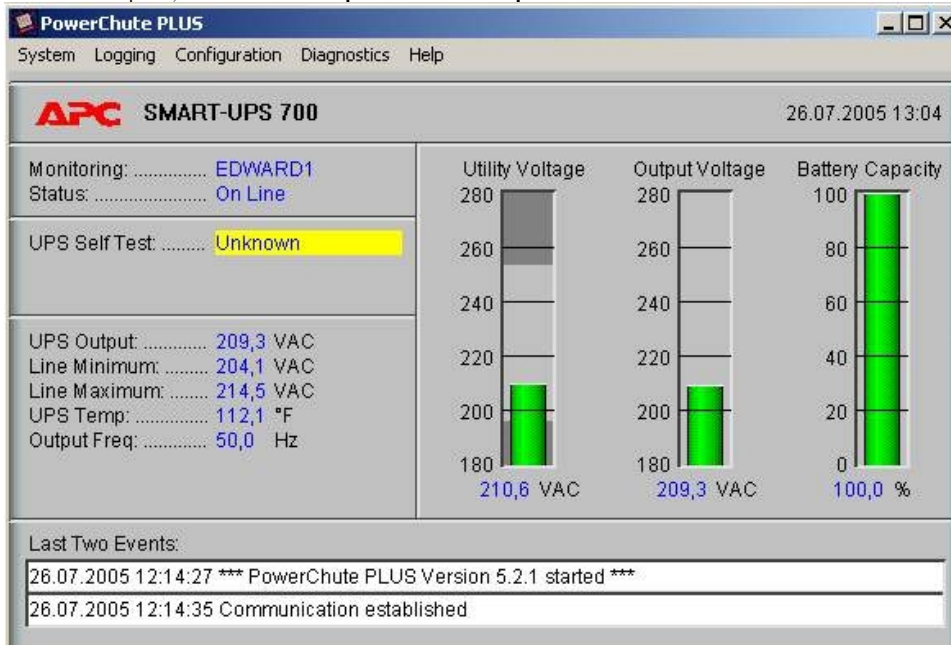 PowerChute PLUS
System Logging Configuration Diagnostics Help
APC SMART-UPS 700 26.07.2005 13:04
Monitoring: .............. EDWARD1
Status: ...................... On Line
UPS Self Test: ......... Unknown
UPS Output: ............. 209,3 VAC
Line Minimum: ......... 204,1 VAC
Line Maximum: ........ 214,5 VAC
UPS Temp: ............... 112,1 °F
Output Freq: ............. 50,0 Hz
Utility Voltage
280
260
240
220
200
180
210,6 VAC
Output Voltage
280
260
240
220
200
180
209,3 VAC
Battery Capacity
100
80
60
40
20
0
100,0 %
Last Two Events:
26.07.2005 12:14:27 *** PowerChute PLUS Version 5.2.1 started ***
26.07.2005 12:14:35 Communication established